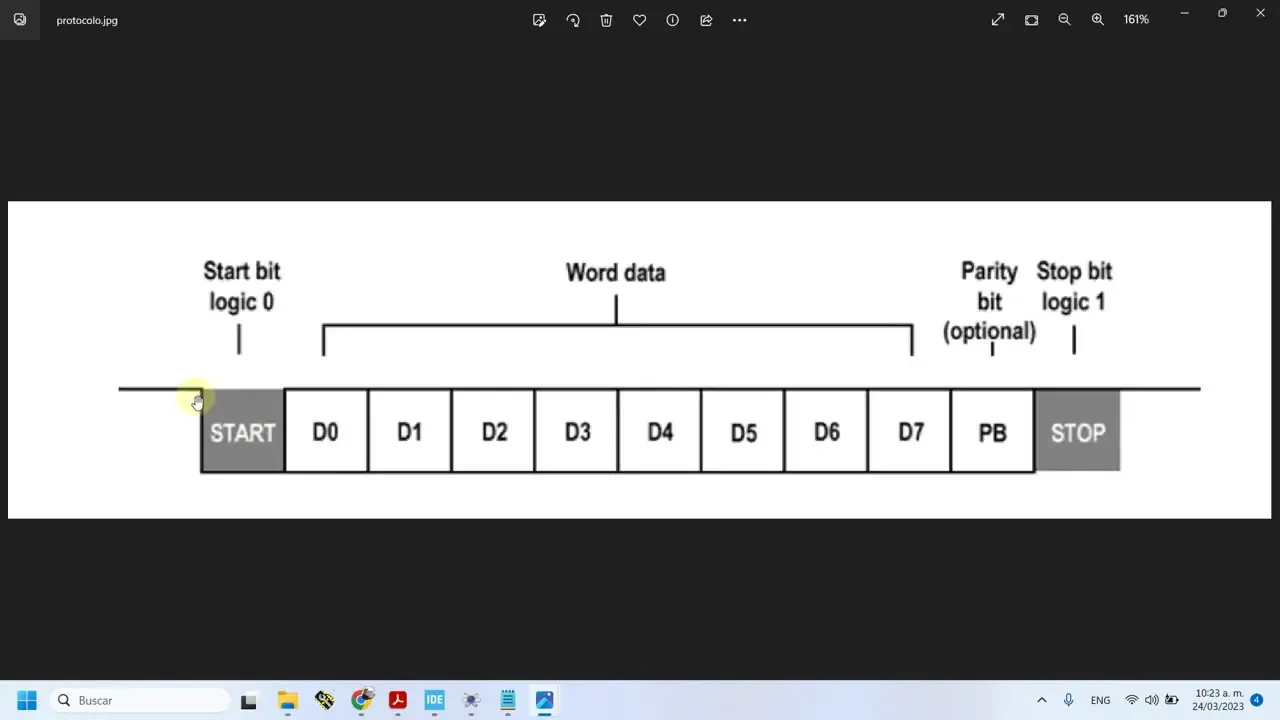 protocolo.jpg
161%
Start bit
logic 0
Word data
Parity
bit
(optional)
Stop bit
logic 1
START D0 D1 D2 D3 D4 D5 D6 D7 PB STOP
Buscar
IDE
ENG
10:23 a. m.
24/03/2023
4